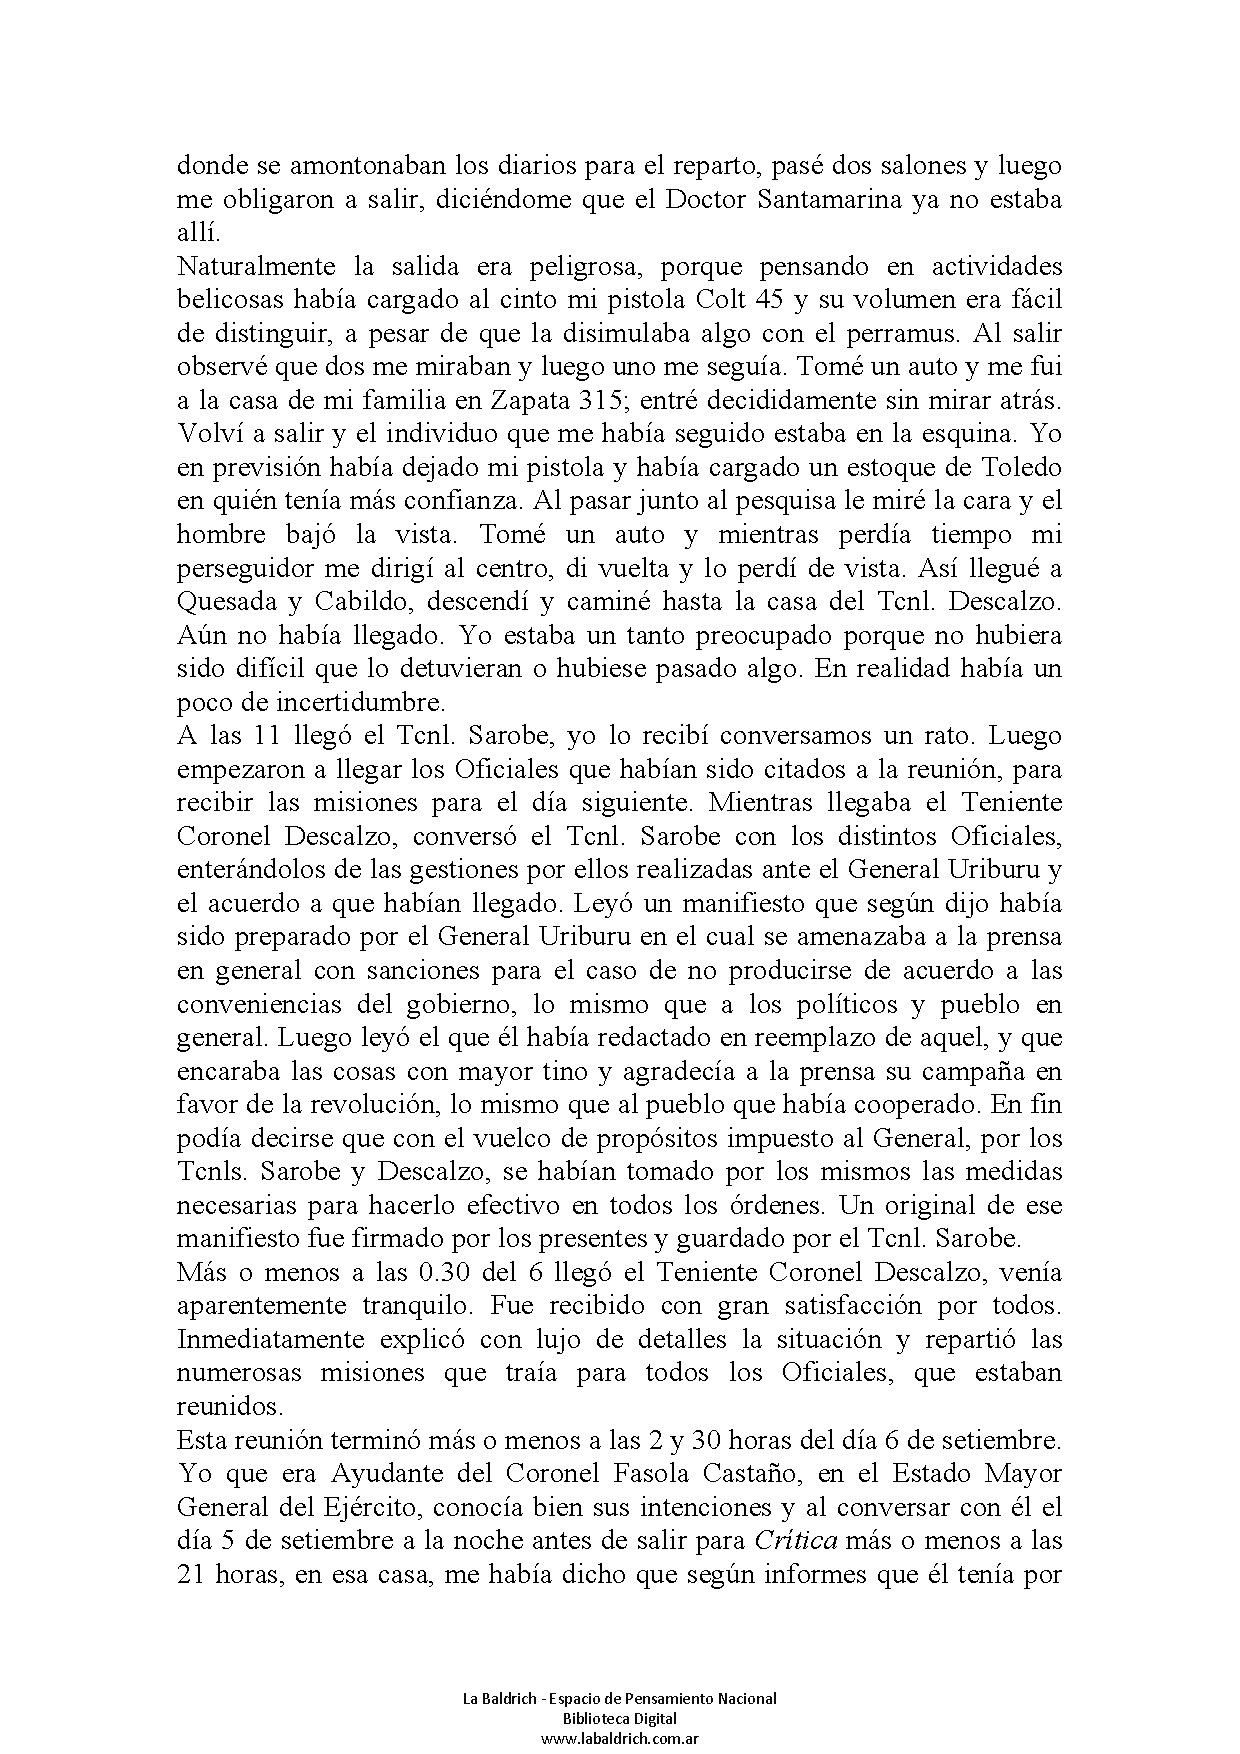 donde se amontonaban los diarios para el reparto, pasé dos salones y luego
me obligaron a salir, diciéndome que el Doctor Santamarina ya no estaba
allí.
Naturalmente la salida era peligrosa, porque pensando en actividades
belicosas había cargado al cinto mi pistola Colt 45 y su volumen era fácil
de distinguir, a pesar de que la disimulaba algo con el perramus. Al salir
observé que dos me miraban y luego uno me seguía. Tomé un auto y me fui
a la casa de mi familia en Zapata 315; entré decididamente sin mirar atrás.
Volví a salir y el individuo que me había seguido estaba en la esquina. Yo
en previsión había dejado mi pistola y había cargado un estoque de Toledo
en quién tenía más confianza. Al pasar junto al pesquisa le miré la cara y el
hombre bajó la vista. Tomé un auto y mientras perdía tiempo mi
perseguidor me dirigí al centro, di vuelta y lo perdí de vista. Así llegué a
Quesada y Cabildo, descendí y caminé hasta la casa del Tcnl. Descalzo.
Aún no había llegado. Yo estaba un tanto preocupado porque no hubiera
sido difícil que lo detuvieran o hubiese pasado algo. En realidad había un
poco de incertidumbre.
A las 11 llegó el Tcnl. Sarobe, yo lo recibí conversamos un rato. Luego
empezaron a llegar los Oficiales que habían sido citados a la reunión, para
recibir las misiones para el día siguiente. Mientras llegaba el Teniente
Coronel Descalzo, conversó el Tcnl. Sarobe con los distintos Oficiales,
enterándolos de las gestiones por ellos realizadas ante el General Uriburu y
el acuerdo a que habían llegado. Leyó un manifiesto que según dijo había
sido preparado por el General Uriburu en el cual se amenazaba a la prensa
en general con sanciones para el caso de no producirse de acuerdo a las
conveniencias del gobierno, lo mismo que a los políticos y pueblo en
general. Luego leyó el que él había redactado en reemplazo de aquel, y que
encaraba las cosas con mayor tino y agradecía a la prensa su campaña en
favor de la revolución, lo mismo que al pueblo que había cooperado. En fin
podía decirse que con el vuelco de propósitos impuesto al General, por los
Tcnls. Sarobe y Descalzo, se habían tomado por los mismos las medidas
necesarias para hacerlo efectivo en todos los órdenes. Un original de ese
manifiesto fue firmado por los presentes y guardado por el Tcnl. Sarobe.
Más o menos a las 0.30 del 6 llegó el Teniente Coronel Descalzo, venía
aparentemente tranquilo. Fue recibido con gran satisfacción por todos.
Inmediatamente explicó con lujo de detalles la situación y repartió las
numerosas misiones que traía para todos los Oficiales, que estaban
reunidos.
Esta reunión terminó más o menos a las 2 y 30 horas del día 6 de setiembre.
Yo que era Ayudante del Coronel Fasola Castaño, en el Estado Mayor
General del Ejército, conocía bien sus intenciones y al conversar con él el
día 5 de setiembre a la noche antes de salir para Crítica más o menos a las
21 horas, en esa casa, me había dicho que según informes que él tenía por
La Baldrich - Espacio de Pensamiento Nacional
Biblioteca Digital
www.labaldrich.com.ar